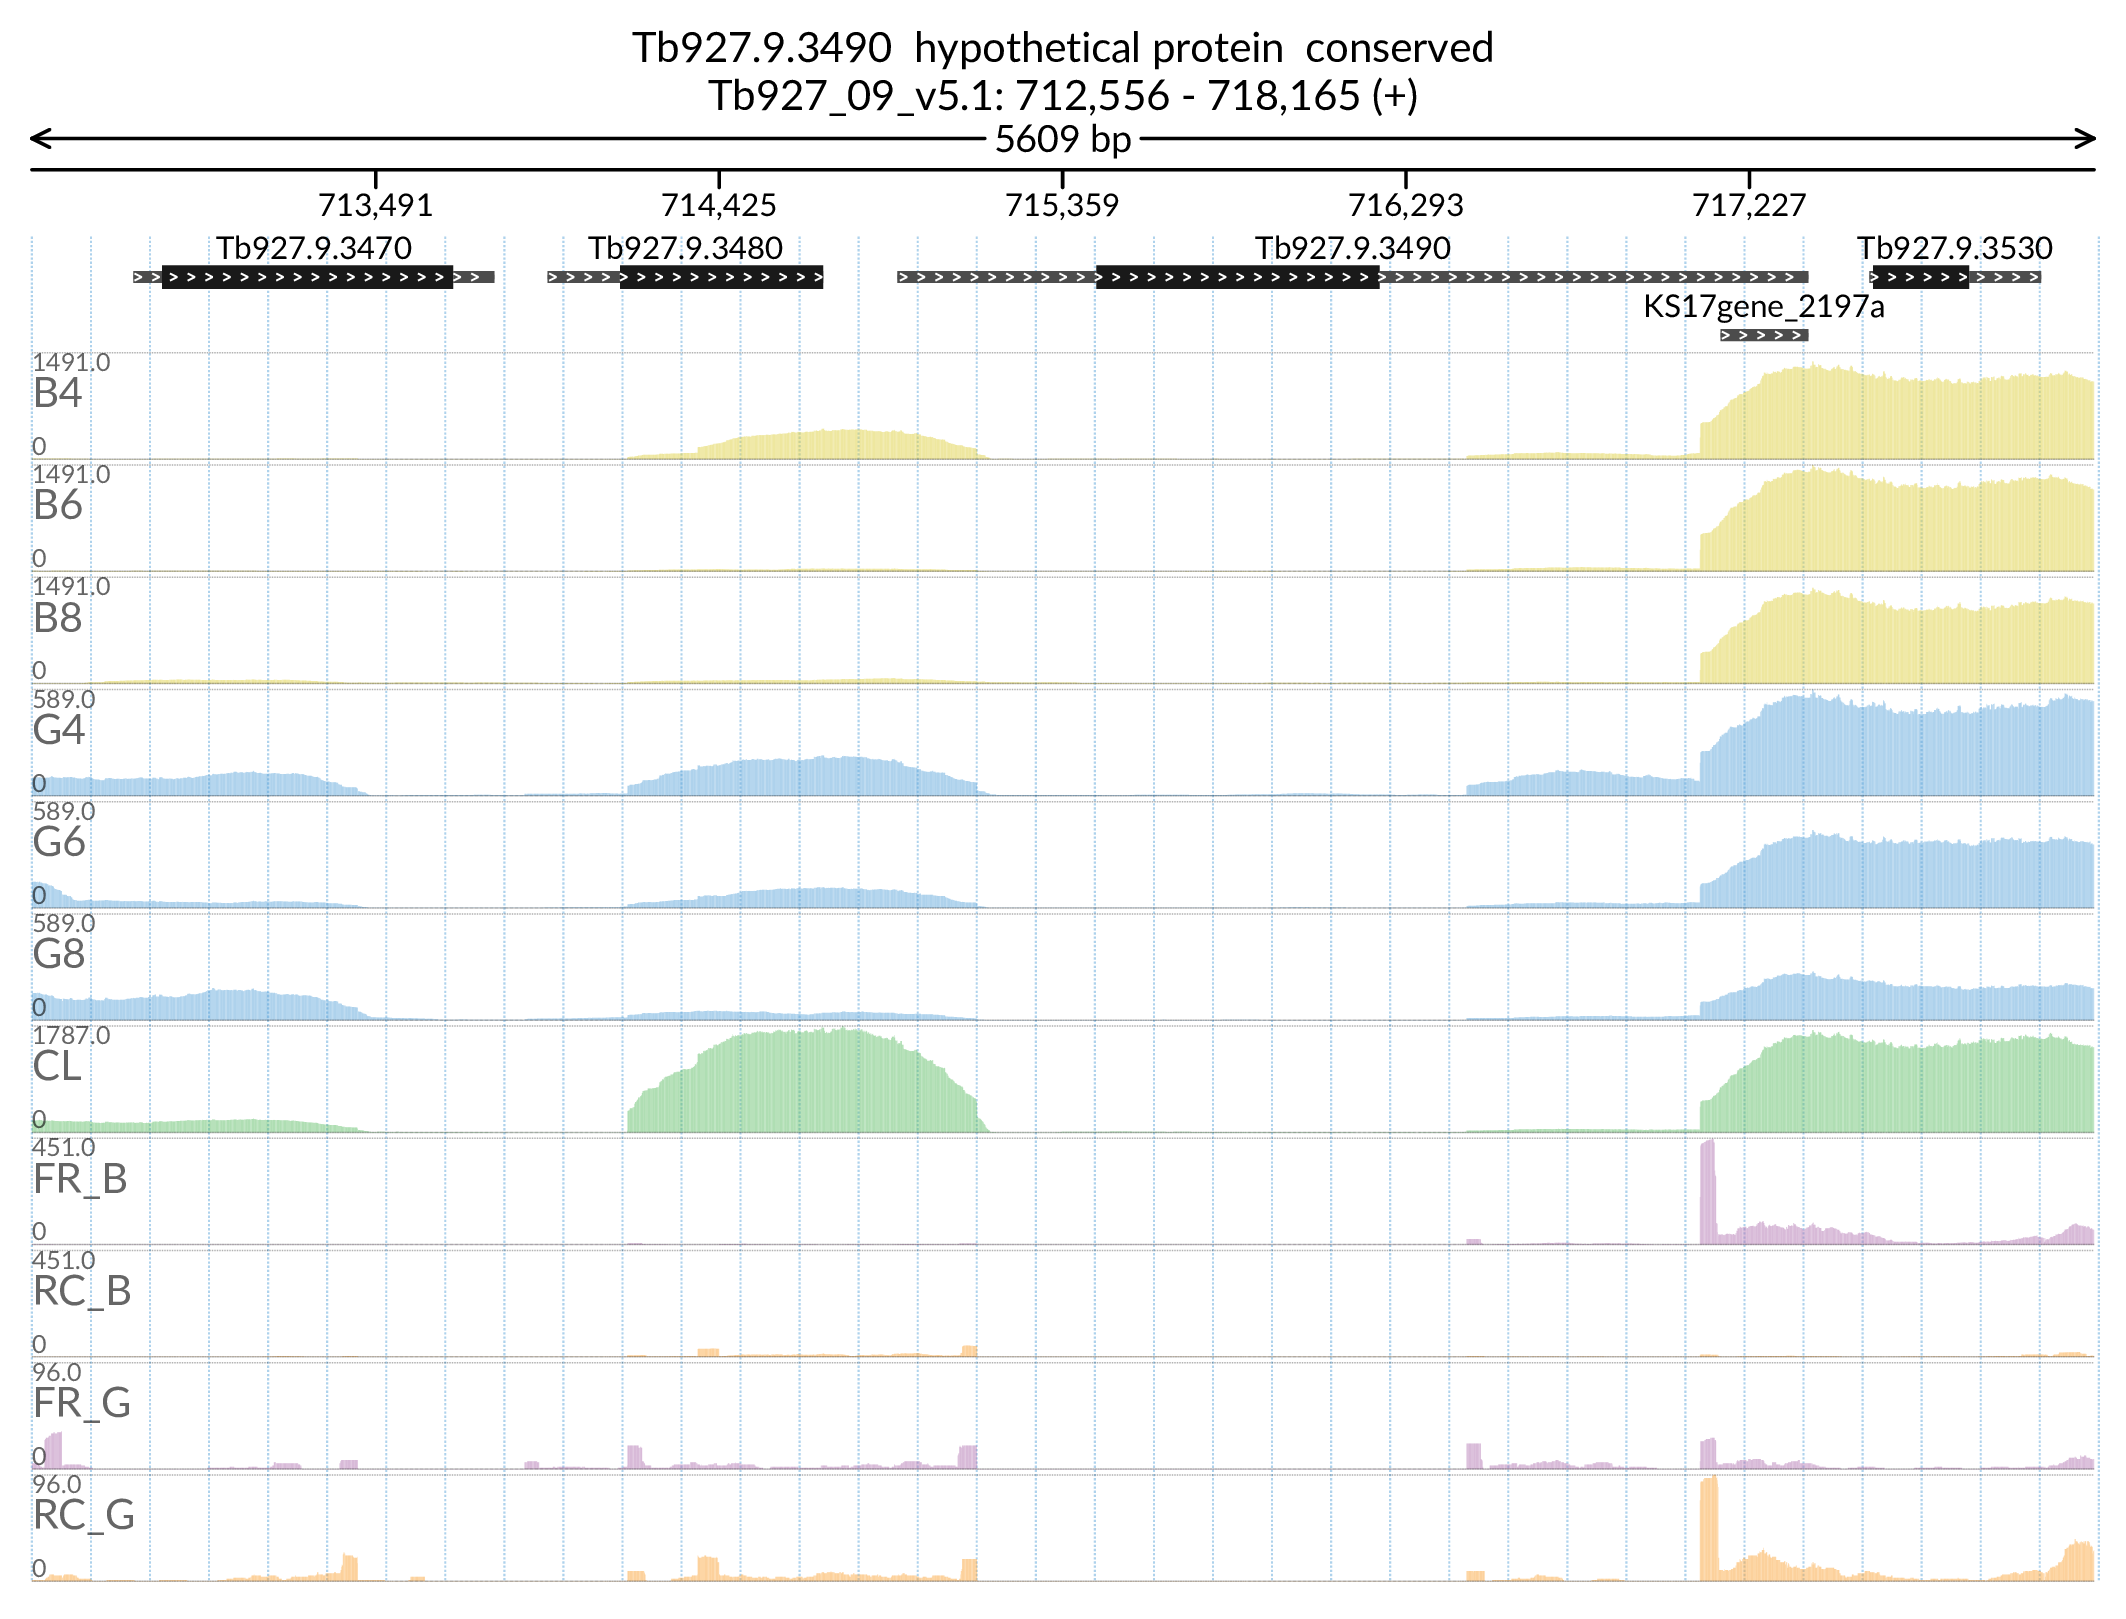 Tb927.9.3490 hypothetical protein conserved
Tb927_09_v5.1: 712,556 - 718,165 (+)
5609 bp
713,491 714,425 715,359 716,293 717,227
Tb927.9.3470 Tb927.9.3480 Tb927.9.3490 Tb927.9.3530
KS17gene_2197a
1491.0
B4
0
1491.0
B6
0
1491.0
B8
0
589.0
G4
0
589.0
G6
0
589.0
G8
0
1787.0
CL
0
451.0
FR_B
0
451.0
RC_B
0
96.0
FR_G
0
96.0
RC_G
0